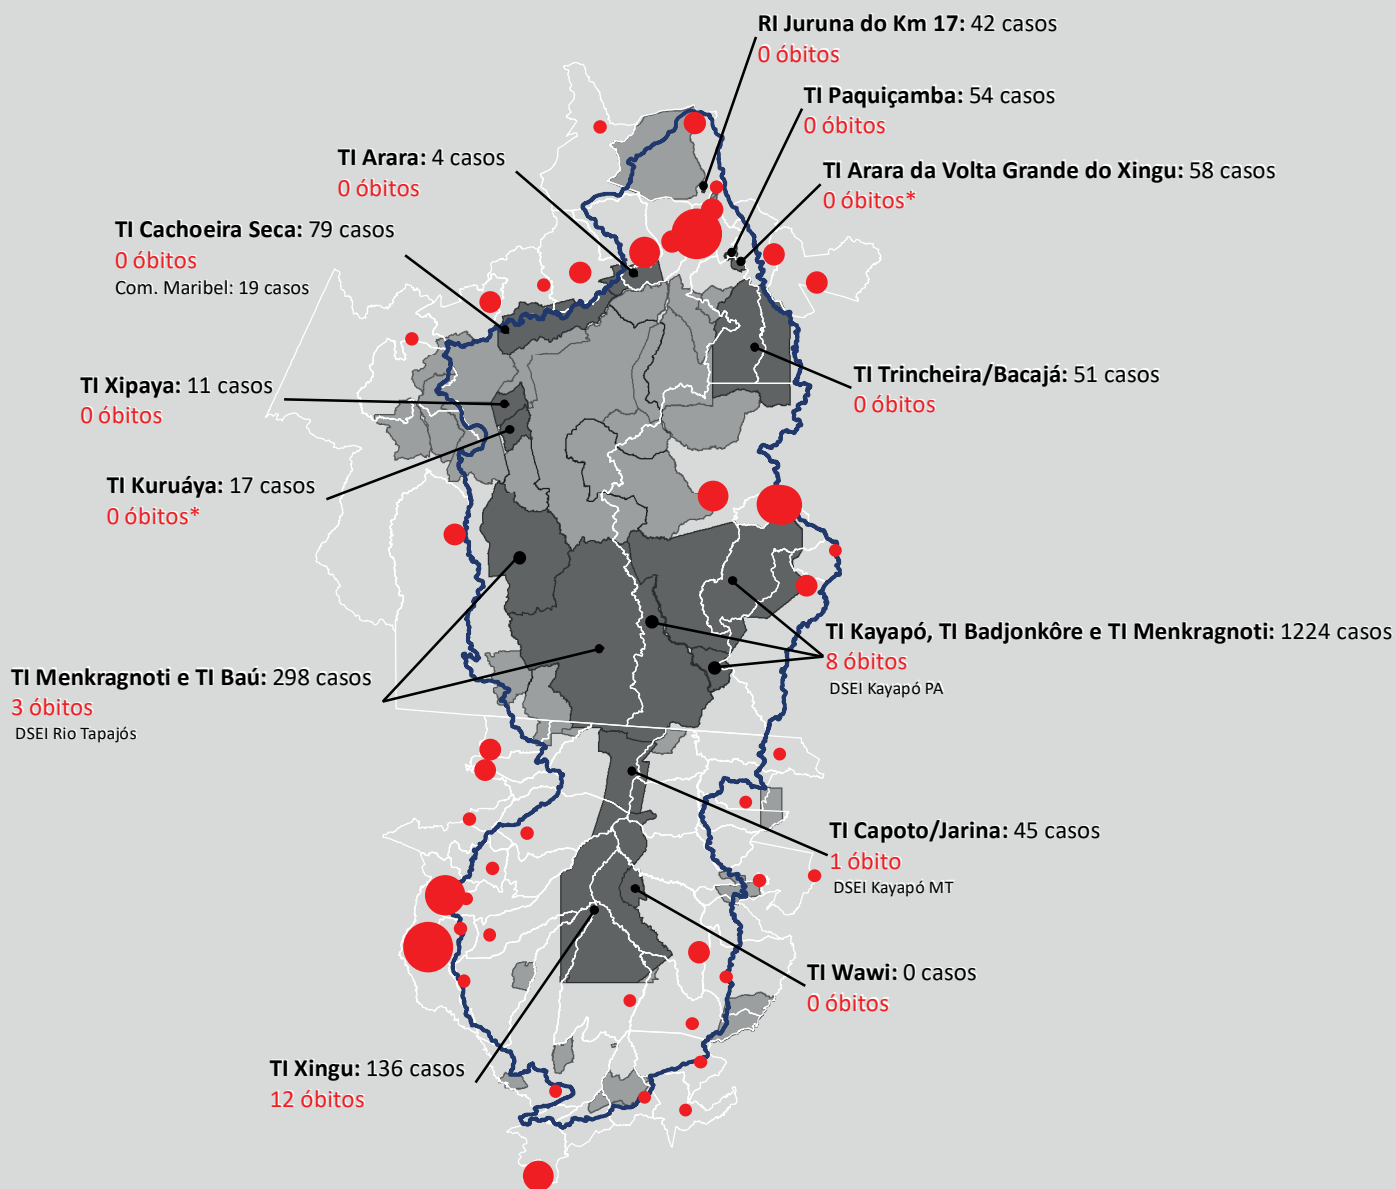 RI Juruna do Km 17: 42 casos
0 óbitos
TI Paquiçamba: 54 casos
0 óbitos
TI Arara: 4 casos
0 óbitos
TI Arara da Volta Grande do Xingu: 58 casos
0 óbitos*
TI Cachoeira Seca: 79 casos
0 óbitos
Com. Maribel: 19 casos
TI Xipaya: 11 casos
0 óbitos
TI Trincheira/Bacajá: 51 casos
0 óbitos
TI Kuruáya: 17 casos
0 óbitos*
TI Kayapó, TI Badjonkôre e TI Menkragnoti: 1224 casos
8 óbitos
DSEI Kayapó PA
TI Menkragnoti e TI Baú: 298 casos
3 óbitos
DSEI Rio Tapajós
TI Capoto/Jarina: 45 casos
1 óbito
DSEI Kayapó MT
TI Wawi: 0 casos
0 óbitos
TI Xingu: 136 casos
12 óbitos